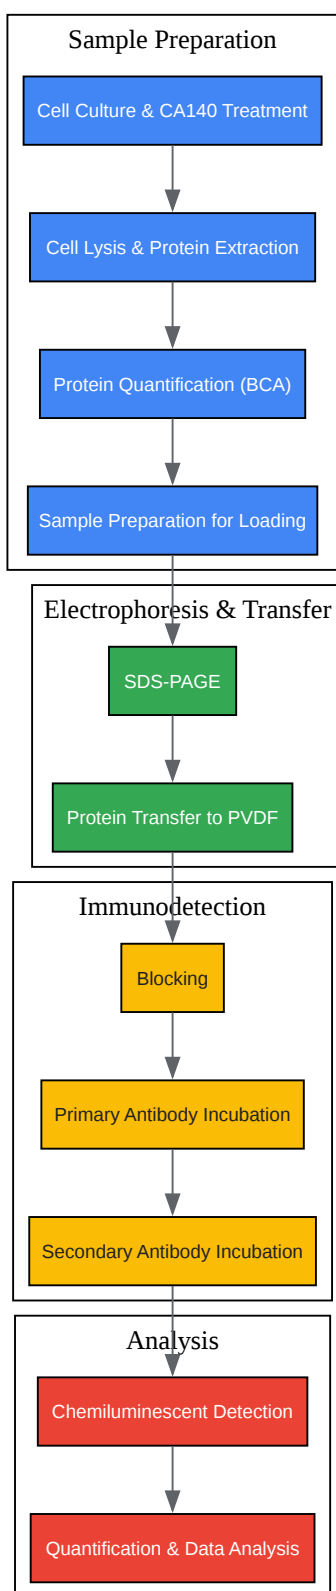 Sample Preparation
Cell Culture & CA140 Treatment
Cell Lysis & Protein Extraction
Protein Quantification (BCA)
Sample Preparation for Loading
Electrophoresis & Transfer
SDS-PAGE
Protein Transfer to PVDF
Immunodetection
Blocking
Primary Antibody Incubation
Secondary Antibody Incubation
Analysis
Chemiluminescent Detection
Quantification & Data Analysis